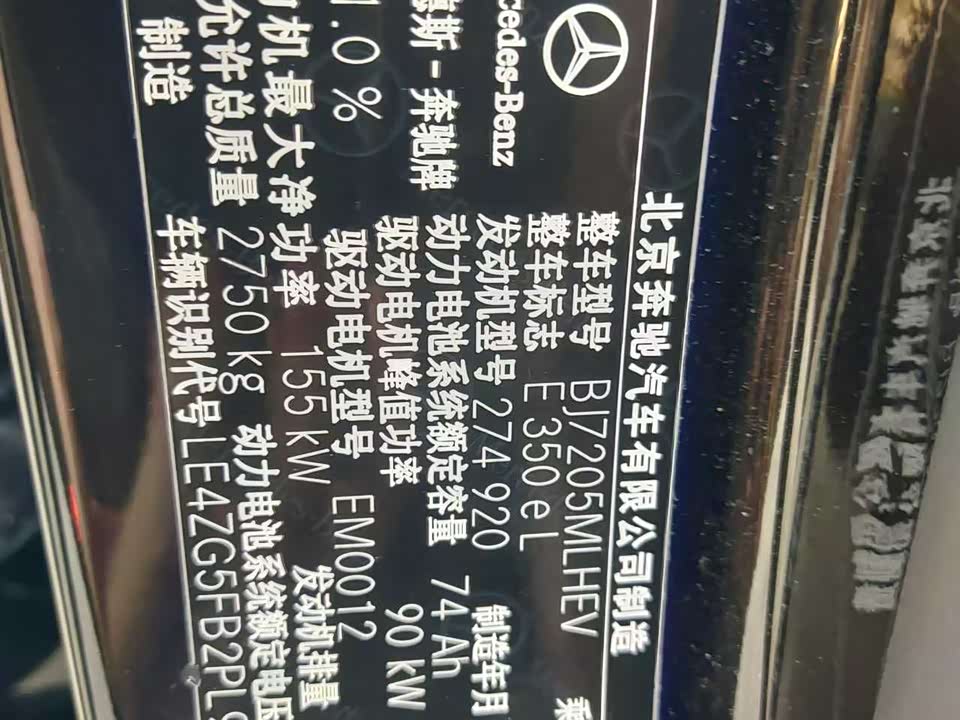 北京奔驰汽车有限公司制造
cedes-Benz
整车型号 BJ7205MLHEV
整车标志 E 350 e L
斯-奔驰牌
发动机型号 274 920
制造年月
动力电池系统额定容量 74 Ah
驱动电机峰值功率 90 kW
1.0 %
驱动电机型号 EM0012
机最大净功率 155 kW
发动机排量
允许总质量 2750 kg
动力电池系统额定电压
制造
车辆识别代号 LE4ZG5FB2PL